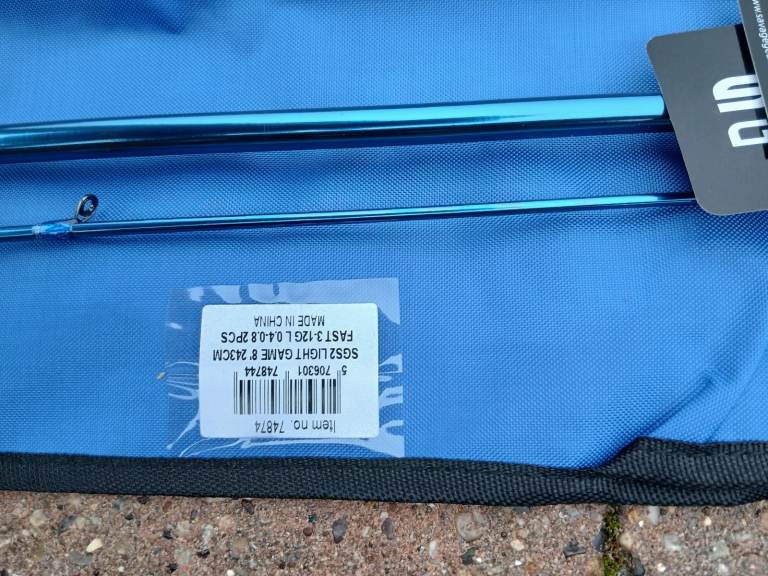 Item no. 74874
5 706301 748744
SGS2 LIGHT GAME 8' 243CM
FAST 3-12G L 0.4-0.8 2PCS
MADE IN CHINA